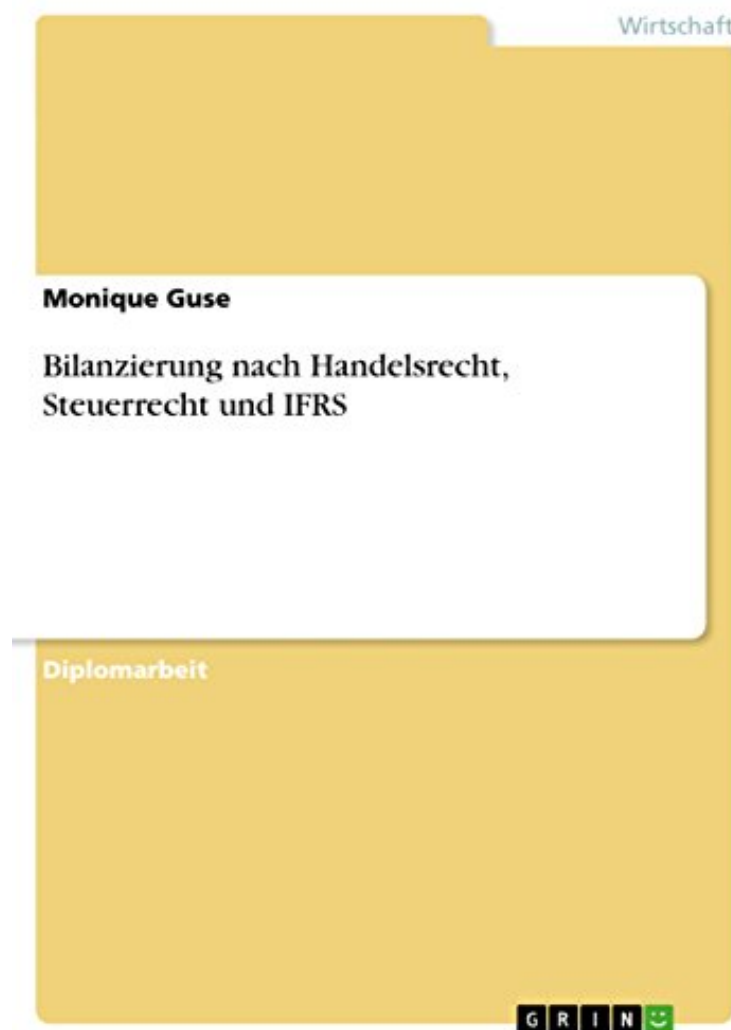 Wirtschaft
Monique Guse
Bilanzierung nach Handelsrecht,
Steuerrecht und IFRS
Diplomarbeit
GRIN